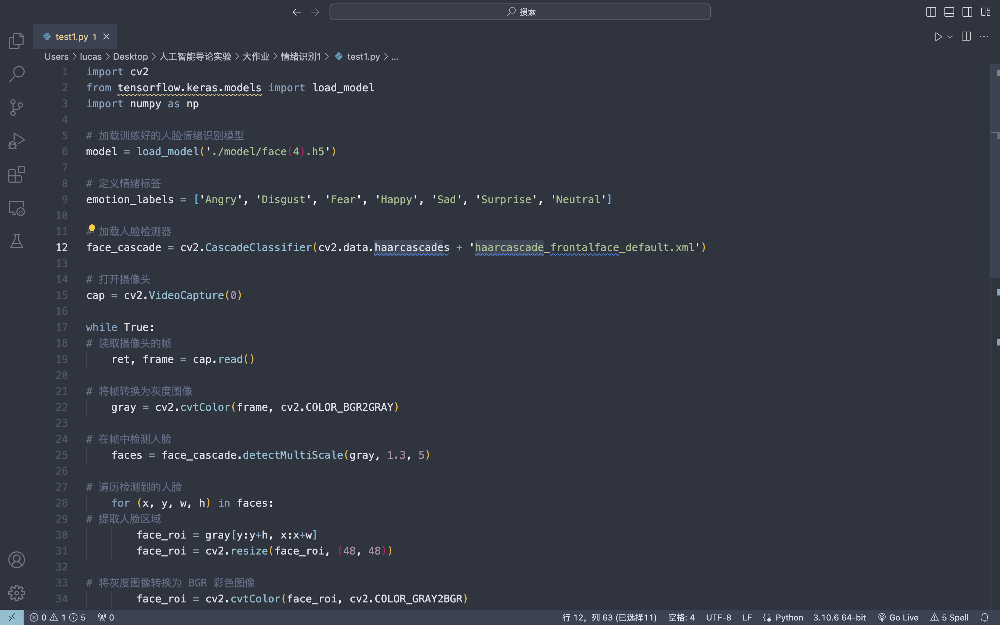 搜索
test1.py 1
Users > lucas > Desktop > 人工智能导论实验 > 大作业 > 情绪识别1 > test1.py > ...
1 import cv2
2 from tensorflow.keras.models import load_model
3 import numpy as np
4
5 # 加载训练好的人脸情绪识别模型
6 model = load_model('./model/face(4).h5')
7
8 # 定义情绪标签
9 emotion_labels = ['Angry', 'Disgust', 'Fear', 'Happy', 'Sad', 'Surprise', 'Neutral']
10
11 # 加载人脸检测器
12 face_cascade = cv2.CascadeClassifier(cv2.data.haarcascades + 'haarcascade_frontalface_default.xml')
13
14 # 打开摄像头
15 cap = cv2.VideoCapture(0)
16
17 while True:
18 # 读取摄像头的帧
19     ret, frame = cap.read()
20
21 # 将帧转换为灰度图像
22     gray = cv2.cvtColor(frame, cv2.COLOR_BGR2GRAY)
23
24 # 在帧中检测人脸
25     faces = face_cascade.detectMultiScale(gray, 1.3, 5)
26
27 # 遍历检测到的人脸
28     for (x, y, w, h) in faces:
29 # 提取人脸区域
30         face_roi = gray[y:y+h, x:x+w]
31         face_roi = cv2.resize(face_roi, (48, 48))
32
33 # 将灰度图像转换为 BGR 彩色图像
34         face_roi = cv2.cvtColor(face_roi, cv2.COLOR_GRAY2BGR)
0 1 5 0 行 12，列 63 (已选择11) 空格: 4 UTF-8 LF Python 3.10.6 64-bit Go Live 5 Spell